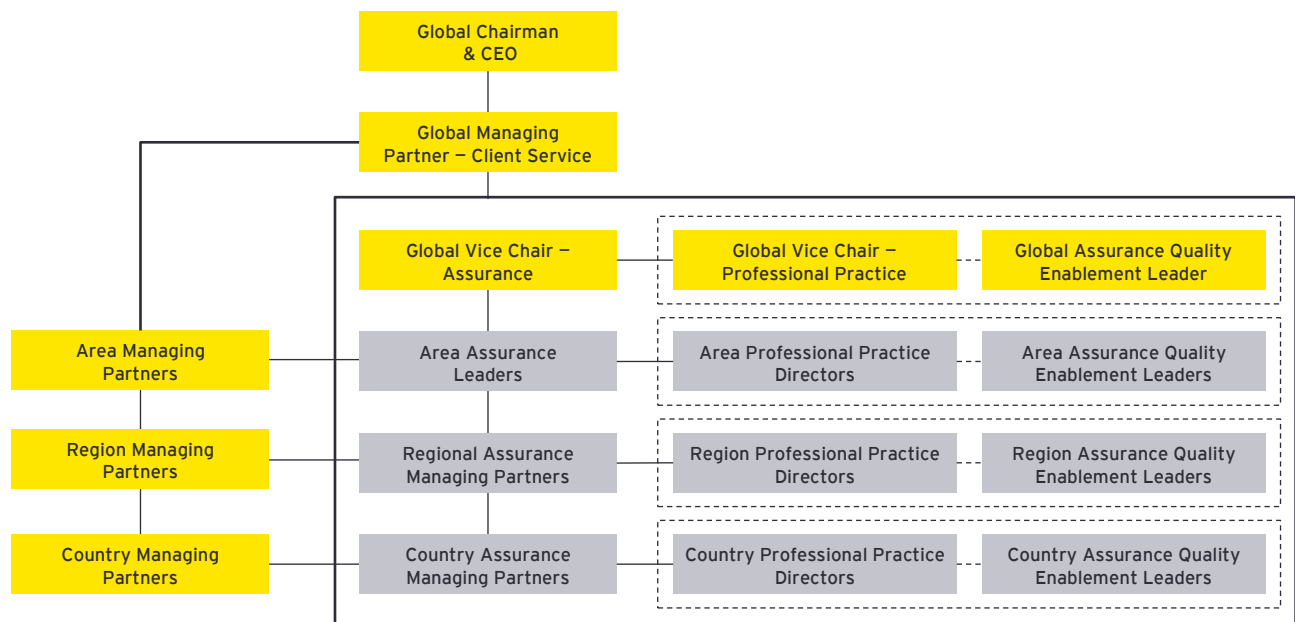 Global Chairman
& CEO
Global Managing
Partner – Client Service
Global Vice Chair –
Assurance
Global Vice Chair –
Professional Practice
Global Assurance Quality
Enablement Leader
Area Managing
Partners
Area Assurance
Leaders
Area Professional Practice
Directors
Area Assurance Quality
Enablement Leaders
Region Managing
Partners
Regional Assurance
Managing Partners
Region Professional Practice
Directors
Region Assurance Quality
Enablement Leaders
Country Managing
Partners
Country Assurance
Managing Partners
Country Professional Practice
Directors
Country Assurance Quality
Enablement Leaders